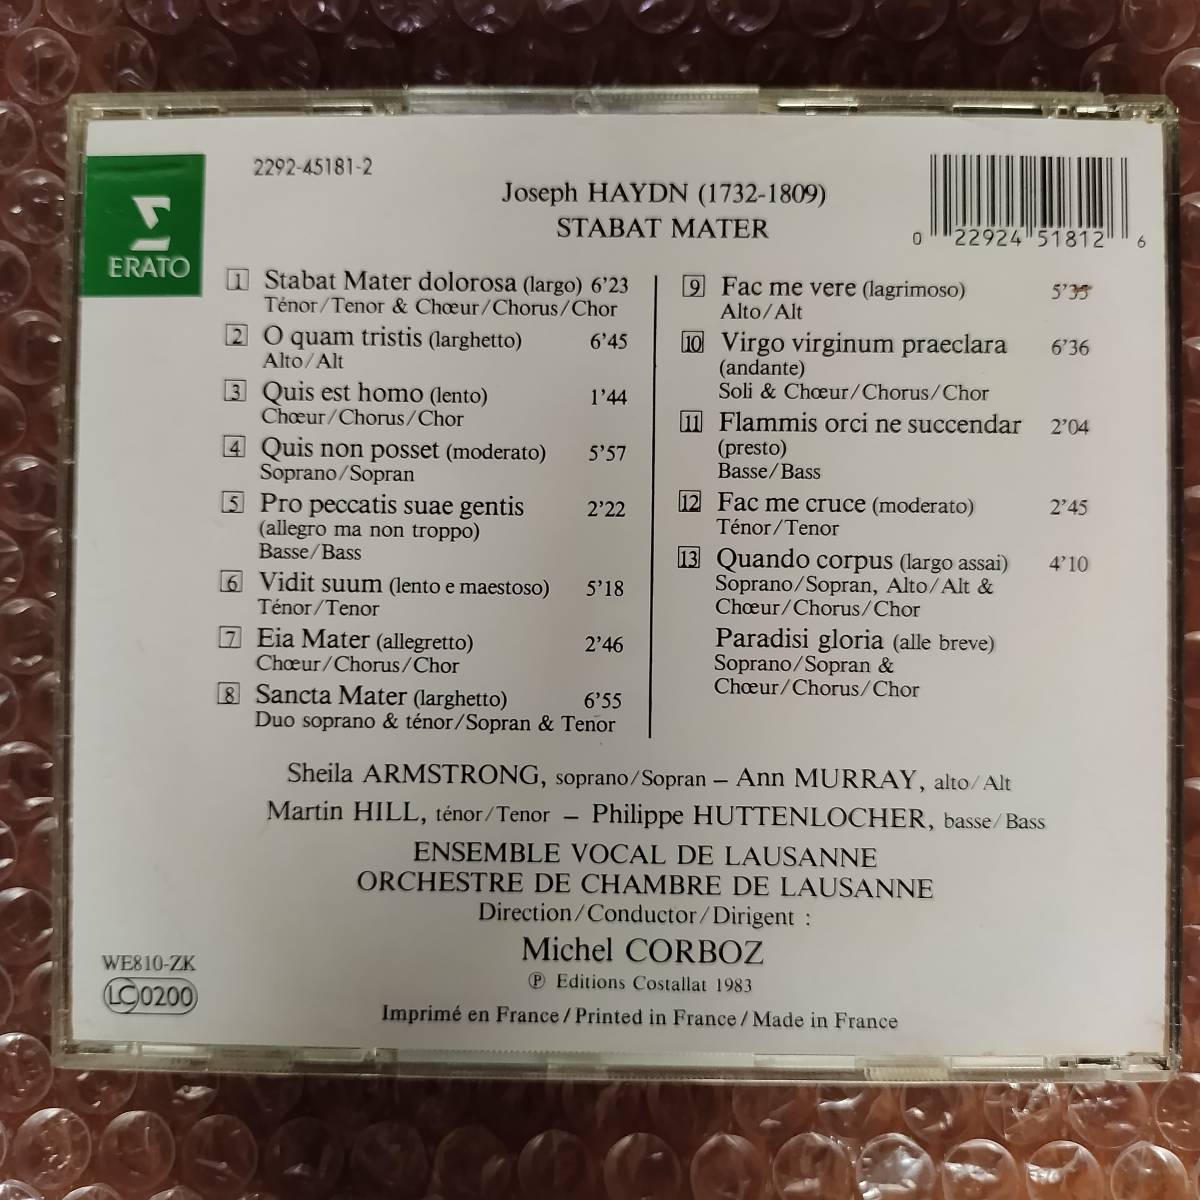 2292-45181-2
Joseph HAYDN (1732-1809)
STABAT MATER
0 22924 51812 6
ERATO
1 Stabat Mater dolorosa (largo) 6'23
Ténor/Tenor & Chœur/Chorus/Chor
2 O quam tristis (larghetto) 6'45
Alto/Alt
3 Quis est homo (lento) 1'44
Chœur/Chorus/Chor
4 Quis non posset (moderato) 5'57
Soprano/Sopran
5 Pro peccatis suae gentis 2'22
(allegro ma non troppo)
Basse/Bass
6 Vidit suum (lento e maestoso) 5'18
Ténor/Tenor
7 Eia Mater (allegretto) 2'46
Chœur/Chorus/Chor
8 Sancta Mater (larghetto) 6'55
Duo soprano & ténor/Sopran & Tenor
9 Fac me vere (lagrimoso) 5'35
Alto/Alt
10 Virgo virginum praeclara 6'36
(andante)
Soli & Chœur/Chorus/Chor
11 Flammis orci ne succendar 2'04
(presto)
Basse/Bass
12 Fac me cruce (moderato) 2'45
Ténor/Tenor
13 Quando corpus (largo assai) 4'10
Soprano/Sopran, Alto/Alt &
Chœur/Chorus/Chor
Paradisi gloria (alle breve)
Soprano/Sopran &
Chœur/Chorus/Chor
Sheila ARMSTRONG, soprano/Sopran – Ann MURRAY, alto/Alt
Martin HILL, ténor/Tenor – Philippe HUTTENLOCHER, basse/Bass
ENSEMBLE VOCAL DE LAUSANNE
ORCHESTRE DE CHAMBRE DE LAUSANNE
Direction/Conductor/Dirigent :
Michel CORBOZ
℗ Editions Costallat 1983
Imprimé en France/Printed in France/Made in France
WE810-ZK
LC 0200